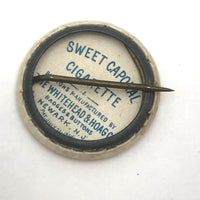 SWEET CAPORAL
CIGARETTE
MANUFACTURED BY
WHITEHEAD & HOAG CO
BADGES & BUTTONS
NEWARK, N.J.